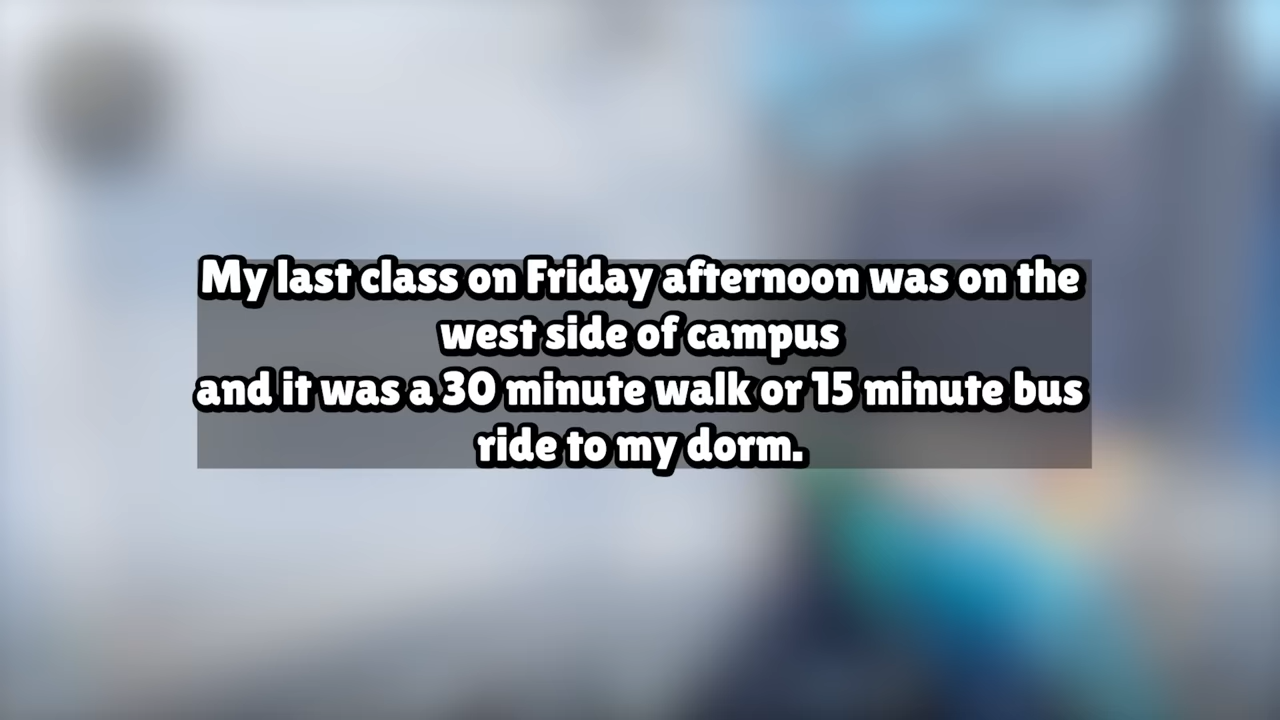 My last class on Friday afternoon was on the
west side of campus
and it was a 30 minute walk or 15 minute bus
ride to my dorm.